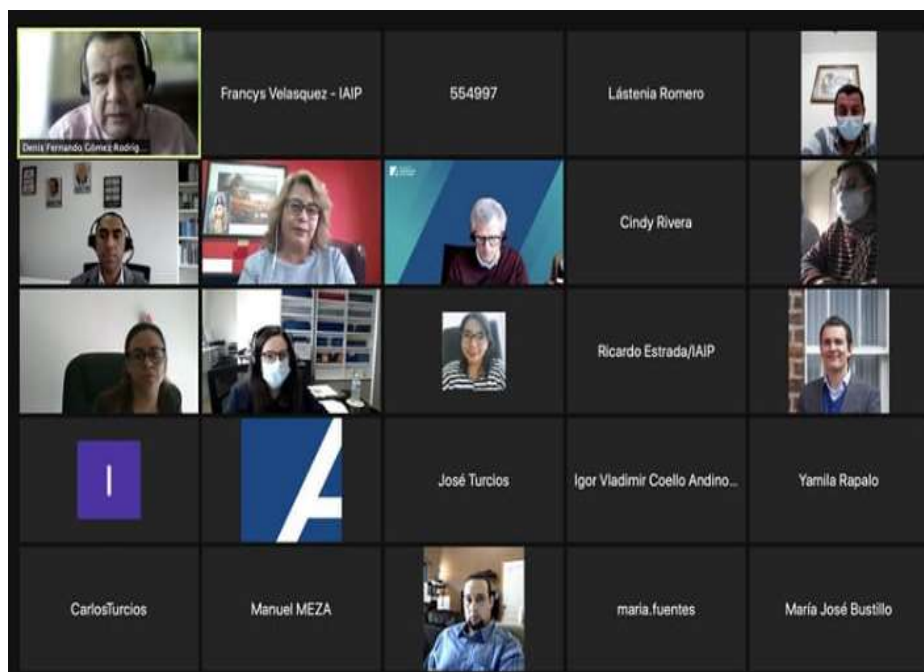 Denis Fernando Gómez Rodríg...
Francys Velasquez - IAIP
554997
Lástenia Romero
Cindy Rivera
Ricardo Estrada/IAIP
I
A
José Turcios
Igor Vladimir Coello Andino...
Yamila Rapalo
CarlosTurcios
Manuel MEZA
maria.fuentes
María José Bustillo